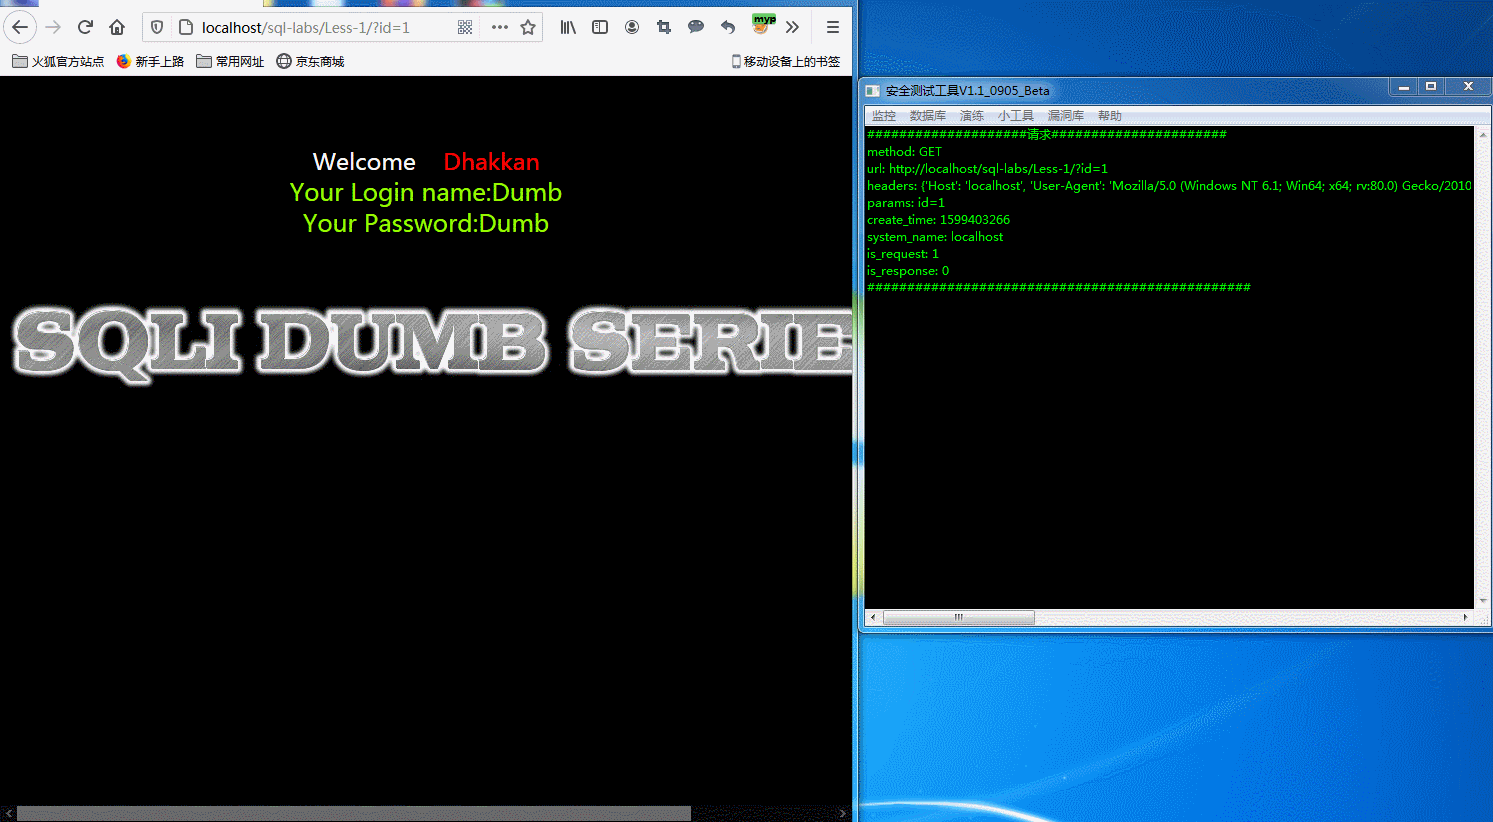 localhost/sql-labs/Less-1/?id=1
myp
火狐官方站点 新手上路 常用网址 京东商城 移动设备上的书签
Welcome Dhakkan
Your Login name:Dumb
Your Password:Dumb
SQLI DUMB SERIE
安全测试工具V1.1_0905_Beta
监控 数据库 演练 小工具 漏洞库 帮助
####################请求######################
method: GET
url: http://localhost/sql-labs/Less-1/?id=1
headers: {'Host': 'localhost', 'User-Agent': 'Mozilla/5.0 (Windows NT 6.1; Win64; x64; rv:80.0) Gecko/2010
params: id=1
create_time: 1599403266
system_name: localhost
is_request: 1
is_response: 0
################################################